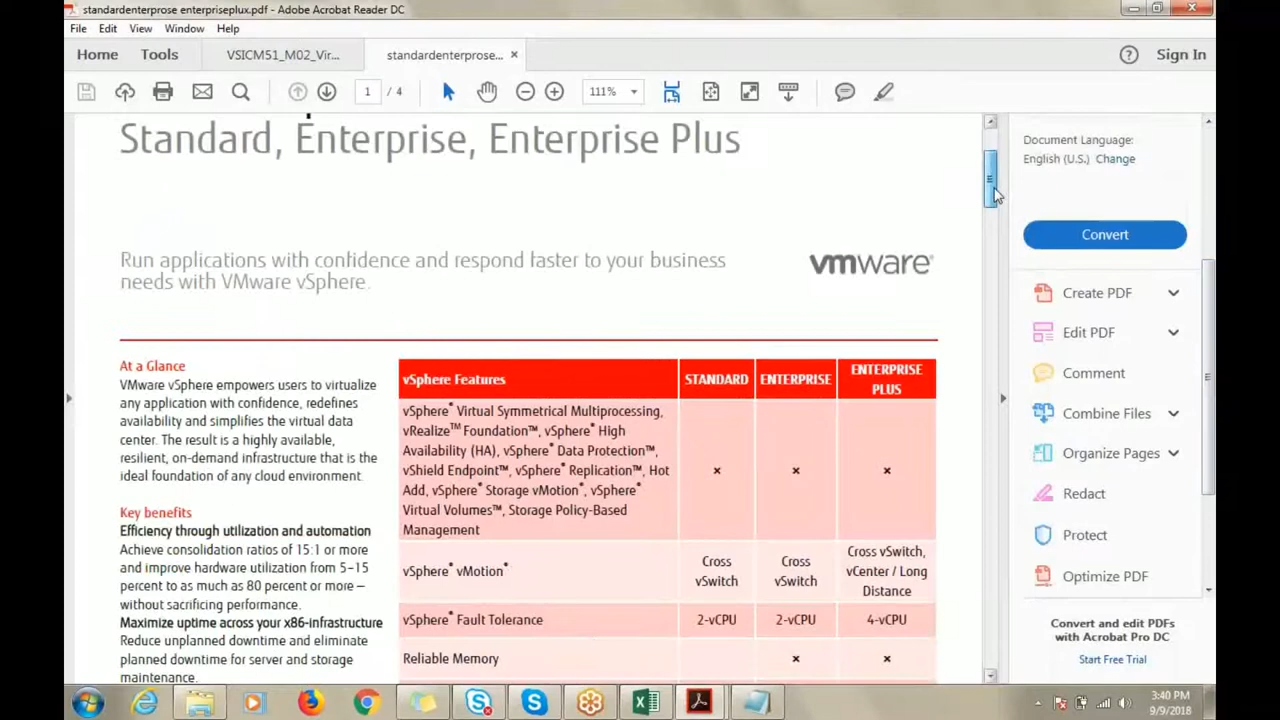 standardenterprose enterpriseplux.pdf - Adobe Acrobat Reader DC
File Edit View Window Help
Home Tools VSICM51_M02_Vir... standardenterprose... ×
Sign In
1 / 4 111%
Standard, Enterprise, Enterprise Plus
Run applications with confidence and respond faster to your business
needs with VMware vSphere.
vmware
At a Glance
VMware vSphere empowers users to virtualize
any application with confidence, redefines
availability and simplifies the virtual data
center. The result is a highly available,
resilient, on-demand infrastructure that is the
ideal foundation of any cloud environment.
Key benefits
Efficiency through utilization and automation
Achieve consolidation ratios of 15:1 or more
and improve hardware utilization from 5–15
percent to as much as 80 percent or more –
without sacrificing performance.
Maximize uptime across your x86-infrastructure
Reduce unplanned downtime and eliminate
planned downtime for server and storage
maintenance.
vSphere Features STANDARD ENTERPRISE ENTERPRISE
PLUS
vSphere® Virtual Symmetrical Multiprocessing,
vRealize™ Foundation™, vSphere® High
Availability (HA), vSphere® Data Protection™,
vShield Endpoint™, vSphere® Replication™, Hot
Add, vSphere® Storage vMotion®, vSphere®
Virtual Volumes™, Storage Policy-Based
Management
× × ×
vSphere® vMotion®
Cross
vSwitch
Cross
vSwitch
Cross vSwitch,
vCenter / Long
Distance
vSphere® Fault Tolerance 2-vCPU 2-vCPU 4-vCPU
Reliable Memory × ×
Document Language:
English (U.S.) Change
Convert
Create PDF
Edit PDF
Comment
Combine Files
Organize Pages
Redact
Protect
Optimize PDF
Convert and edit PDFs
with Acrobat Pro DC
Start Free Trial
3:40 PM
9/9/2018